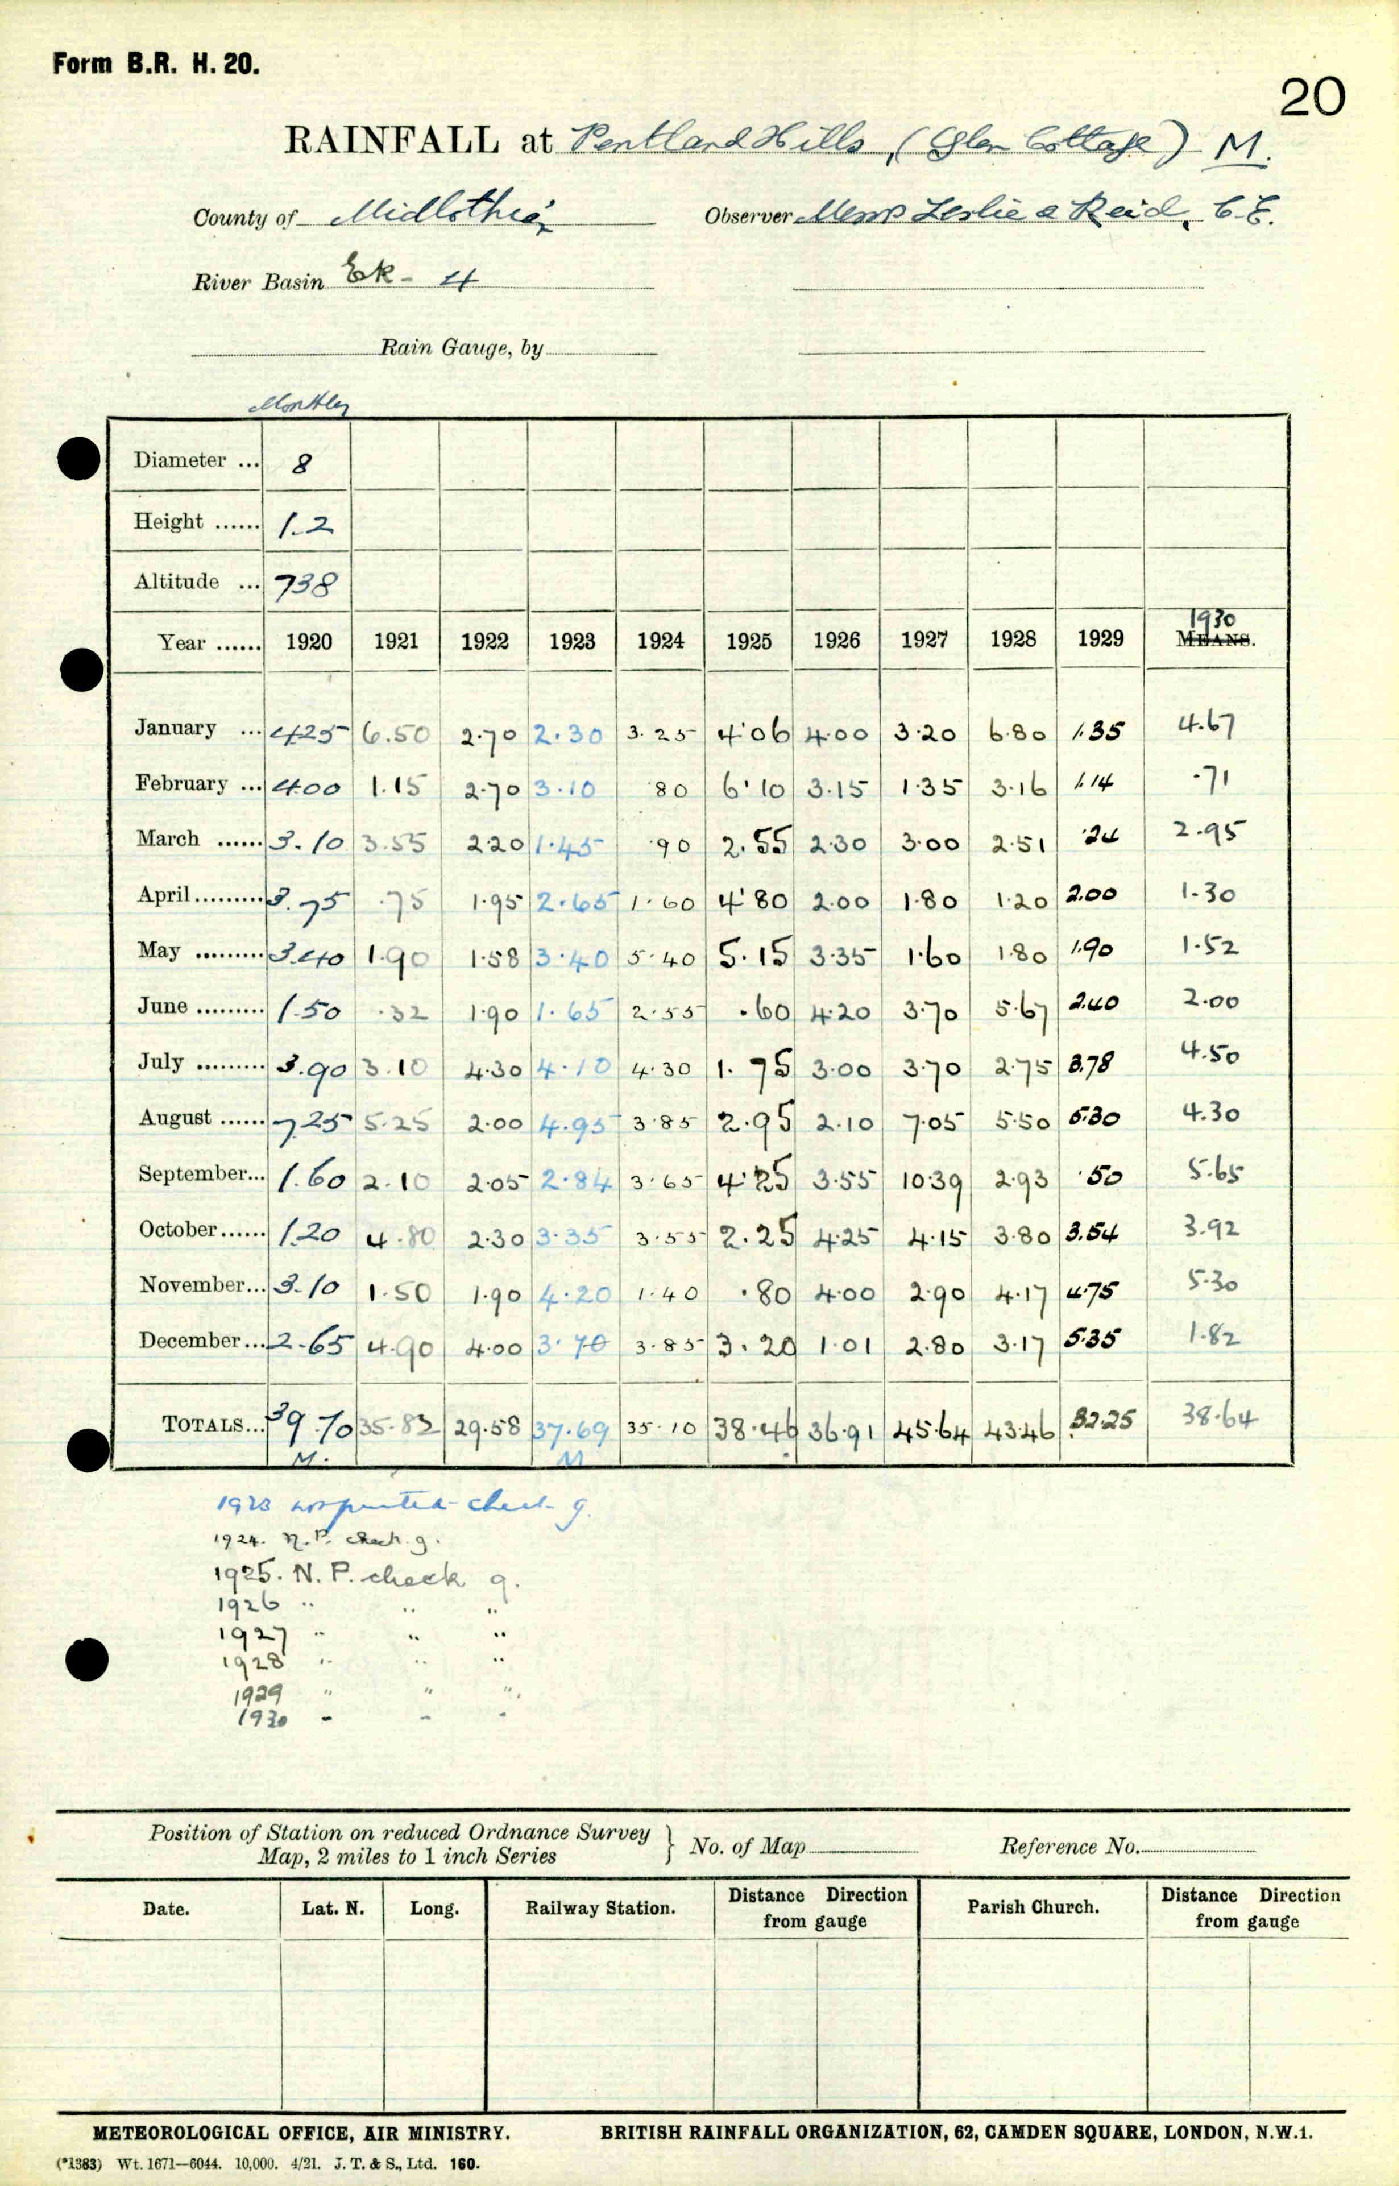 Form B.R. H. 20.
20
RAINFALL at Pentland Hills, (Glen Cottage) M.
County of Midlothian Observer Messrs Leslie & Reid, C.E.
River Basin Esk - 4
Rain Gauge, by
Monthly
Diameter ... 8
Height ...... 1.2
Altitude ... 738
1930
Year ...... 1920 1921 1922 1923 1924 1925 1926 1927 1928 1929 MEANS.
January ... 4.25 6.50 2.70 2.30 3.25 4.06 4.00 3.20 6.80 1.35 4.67
February ... 4.00 1.15 2.70 3.10 .80 6.10 3.15 1.35 3.16 1.14 .71
March ...... 3.10 3.55 2.20 1.45 .90 2.55 2.30 3.00 2.51 .24 2.95
April ......... 3.75 .75 1.95 2.65 1.60 4.80 2.00 1.80 1.20 2.00 1.30
May ......... 3.40 1.90 1.58 3.40 5.40 5.15 3.35 1.60 1.80 1.90 1.52
June ......... 1.50 .32 1.90 1.65 2.55 .60 4.20 3.70 5.67 2.40 2.00
July ......... 3.90 3.10 4.30 4.10 4.30 1.75 3.00 3.70 2.75 3.78 4.50
August ...... 7.25 5.25 2.00 4.95 3.85 2.95 2.10 7.05 5.50 5.30 4.30
September... 1.60 2.10 2.05 2.84 3.65 4.25 3.55 10.39 2.93 .50 5.65
October ...... 1.20 4.80 2.30 3.35 3.55 2.25 4.25 4.15 3.80 3.54 3.92
November... 3.10 1.50 1.90 4.20 1.40 .80 4.00 2.90 4.17 4.75 5.30
December... 2.65 4.90 4.00 3.70 3.85 3.20 1.01 2.80 3.17 5.35 1.82
TOTALS... 39.70 35.82 29.58 37.69 35.10 38.46 36.91 45.64 43.46 32.25 38.64
M. M
1923 not printed check g.
1924. N.P. check. g.
1925. N. P. check g.
1926 " " "
1927 " " "
1928 " " "
1929 " " "
1930 " " "
Position of Station on reduced Ordnance Survey
Map, 2 miles to 1 inch Series } No. of Map Reference No.
Date. Lat. N. Long. Railway Station. Distance Direction from gauge Parish Church. Distance Direction from gauge
METEOROLOGICAL OFFICE, AIR MINISTRY. BRITISH RAINFALL ORGANIZATION, 62, CAMDEN SQUARE, LONDON, N.W.1.
(*1383) Wt. 1671—6044. 10,000. 4/21. J. T. & S., Ltd. 160.